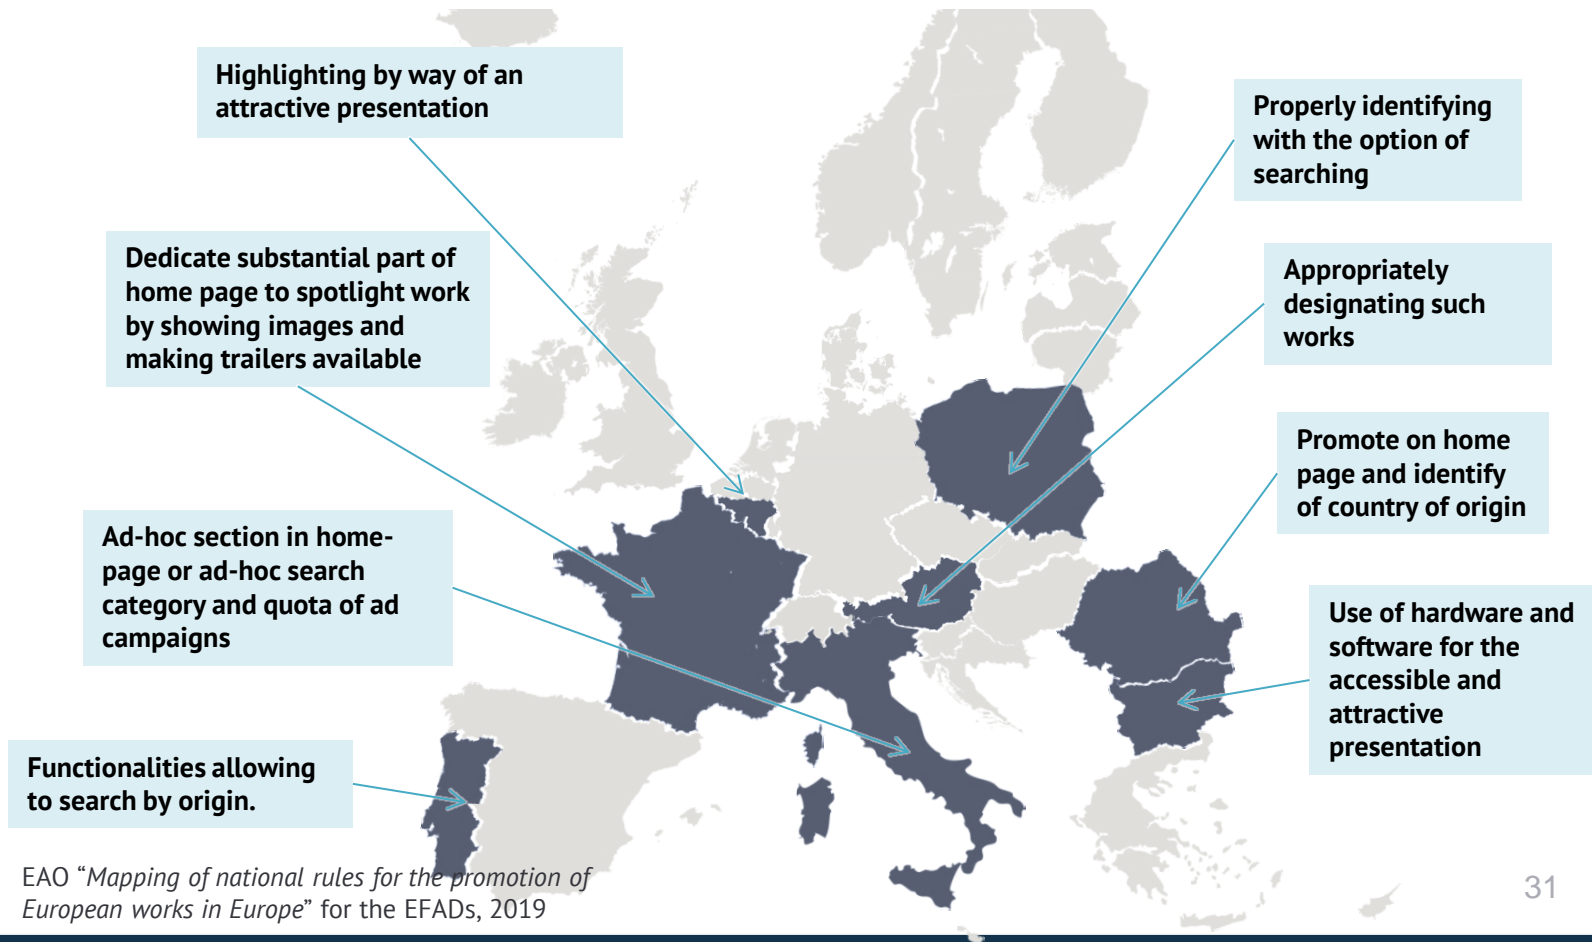 Highlighting by way of an
attractive presentation
Properly identifying
with the option of
searching
Dedicate substantial part of
home page to spotlight work
by showing images and
making trailers available
Appropriately
designating such
works
Promote on home
page and identify
of country of origin
Ad-hoc section in home-
page or ad-hoc search
category and quota of ad
campaigns
Use of hardware and
software for the
accessible and
attractive
presentation
Functionalities allowing
to search by origin.
EAO “Mapping of national rules for the promotion of
European works in Europe” for the EFADs, 2019
31